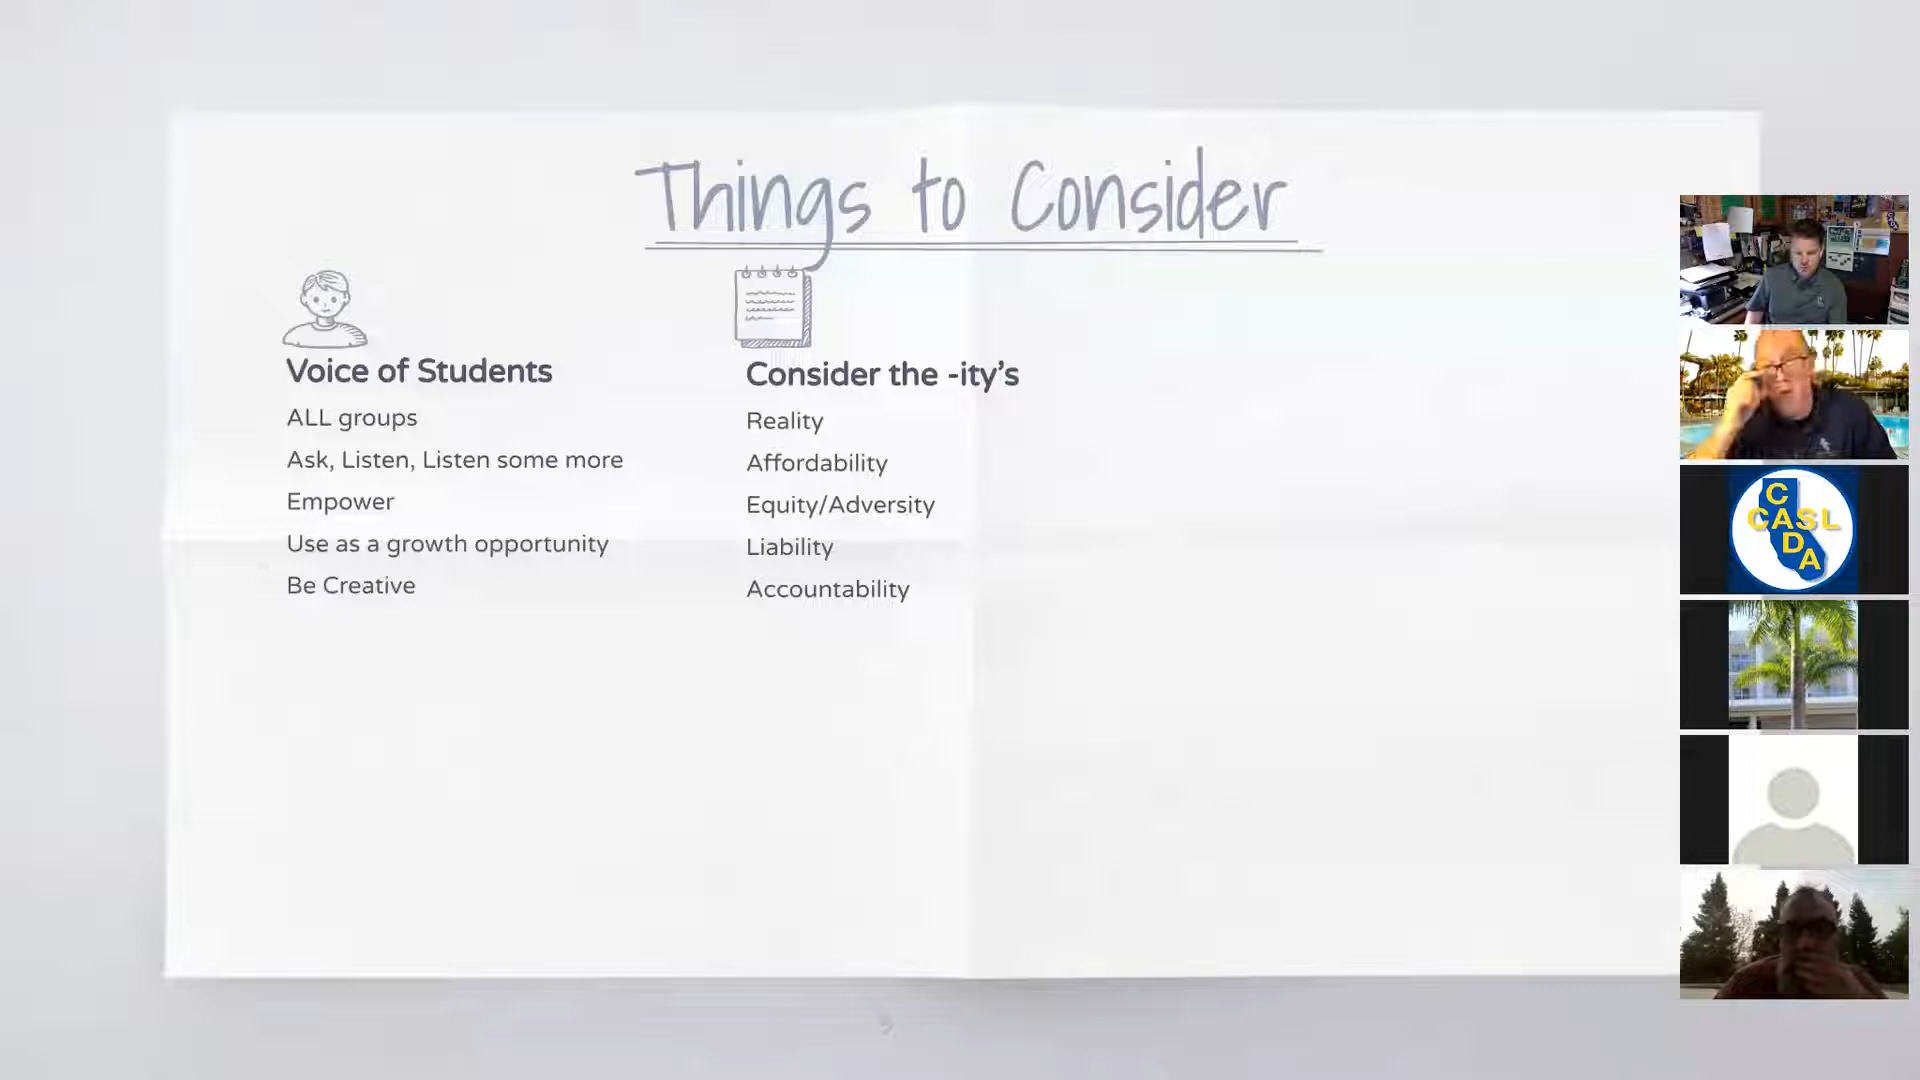 Things to Consider
Voice of Students
ALL groups
Ask, Listen, Listen some more
Empower
Use as a growth opportunity
Be Creative
Consider the -ity’s
Reality
Affordability
Equity/Adversity
Liability
Accountability
C
CASL
D
A